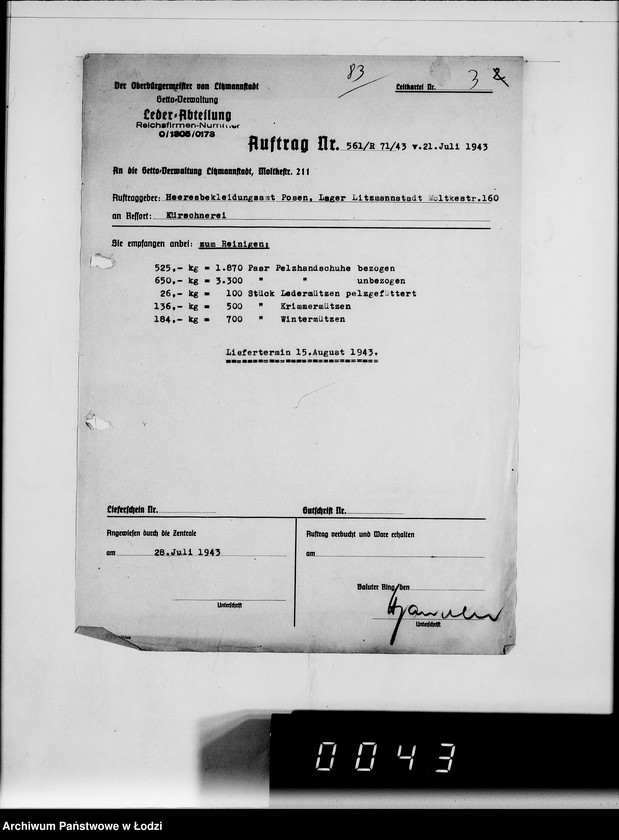 83
3
Der Oberbürgermeister von Litzmannstadt
Getto-Verwaltung
Leder-Abteilung
Reichsfirmen-Nummer
0/1805/0173
Leitkartei Nr.
Auftrag Nr. 561/R 71/43 v.21.Juli 1943
An die Getto-Verwaltung Litzmannstadt, Moltkestr. 211
Auftraggeber: Heeresbekleidungsamt Posen, Lager Litzmannstadt Moltkestr.160
an Ressort: Kürschnerei
Sie empfangen anbei: zum Reinigen:
525,- kg = 1.870 Paar Pelzhandschuhe bezogen
650,- kg = 3.300 " " unbezogen
26,- kg = 100 Stück Ledermützen pelzgefüttert
136,- kg = 500 " Krimmermützen
184,- kg = 700 " Wintermützen
Liefertermin 15.August 1943.
Lieferschein Nr.
Gutschrift Nr.
Angewiesen durch die Zentrale
Auftrag verbucht und Ware erhalten
am 28.Juli 1943
am
Baluter Ring, den
Unterschrift
Unterschrift
0043
Archiwum Państwowe w Łodzi